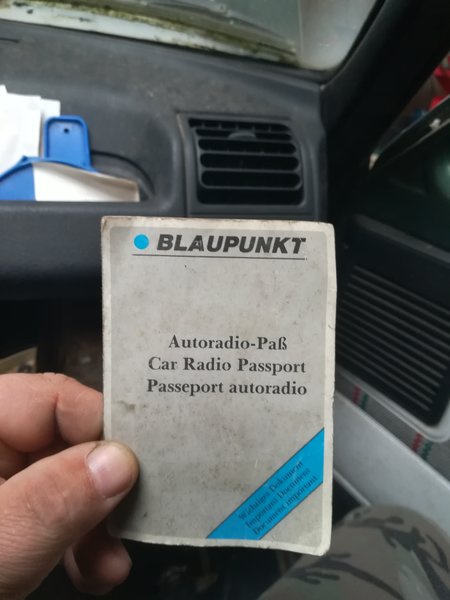 BLAUPUNKT
Autoradio-Paß
Car Radio Passport
Passeport autoradio
Wichtiges Dokument
Important Document
Document important